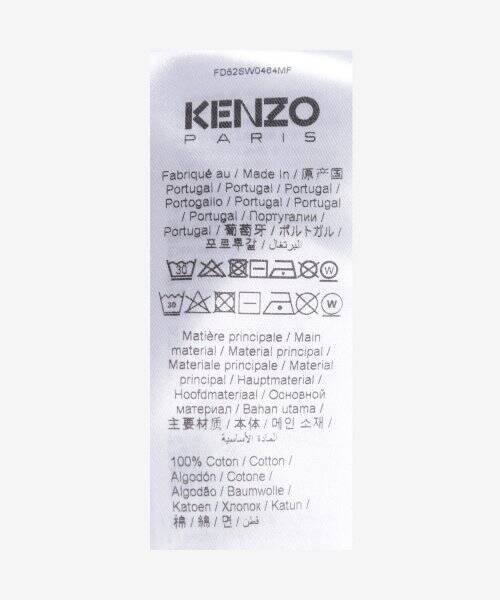 FD52SW0464MF
KENZO
PARIS
Fabriqué au / Made In / 原产国
Portugal / Portugal / Portugal /
Portogallo / Portugal / Portugal
/ Portugal / Португалии /
Portugal / 葡萄牙 / ポルトガル /
포르투갈 / البرتغال /
30 W
30 W
Matière principale / Main
material / Material principal /
Materiale principale / Material
principal / Hauptmaterial /
Hoofdmateriaal / Основной
материал / Bahan utama /
主要材质 / 本体 / 메인 소재 /
المادة الأساسية /
100% Coton / Cotton /
Algodón / Cotone /
Algodão / Baumwolle /
Katoen / Хлопок / Katun /
棉 / 綿 / 면 / قطن /